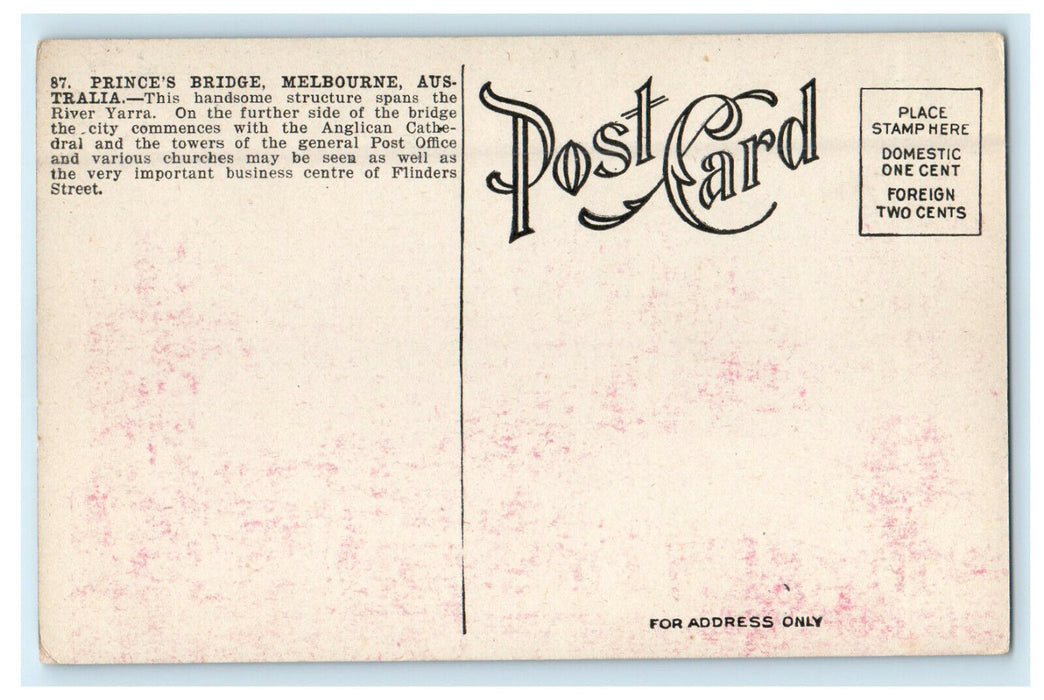 87. PRINCE'S BRIDGE, MELBOURNE, AUS-
TRALIA.—This handsome structure spans the
River Yarra. On the further side of the bridge
the city commences with the Anglican Cathe-
dral and the towers of the general Post Office
and various churches may be seen as well as
the very important business centre of Flinders
Street.
Post Card
PLACE
STAMP HERE
DOMESTIC
ONE CENT
FOREIGN
TWO CENTS
FOR ADDRESS ONLY